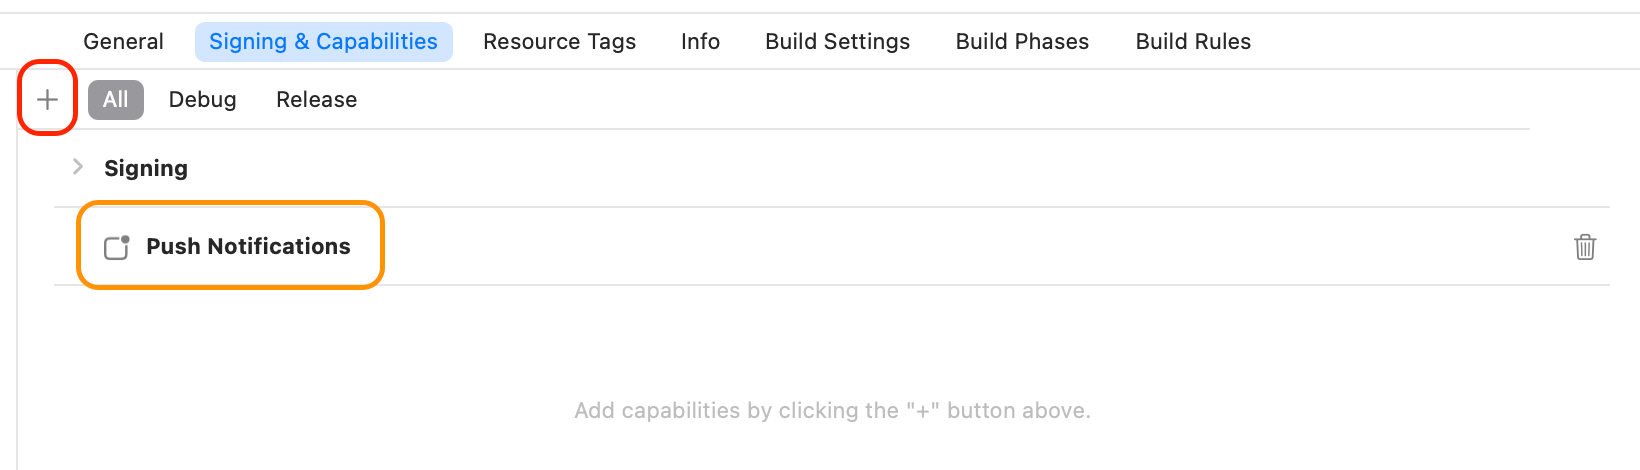 General Signing & Capabilities Resource Tags Info Build Settings Build Phases Build Rules
+ All Debug Release
Signing
Push Notifications
Add capabilities by clicking the "+" button above.